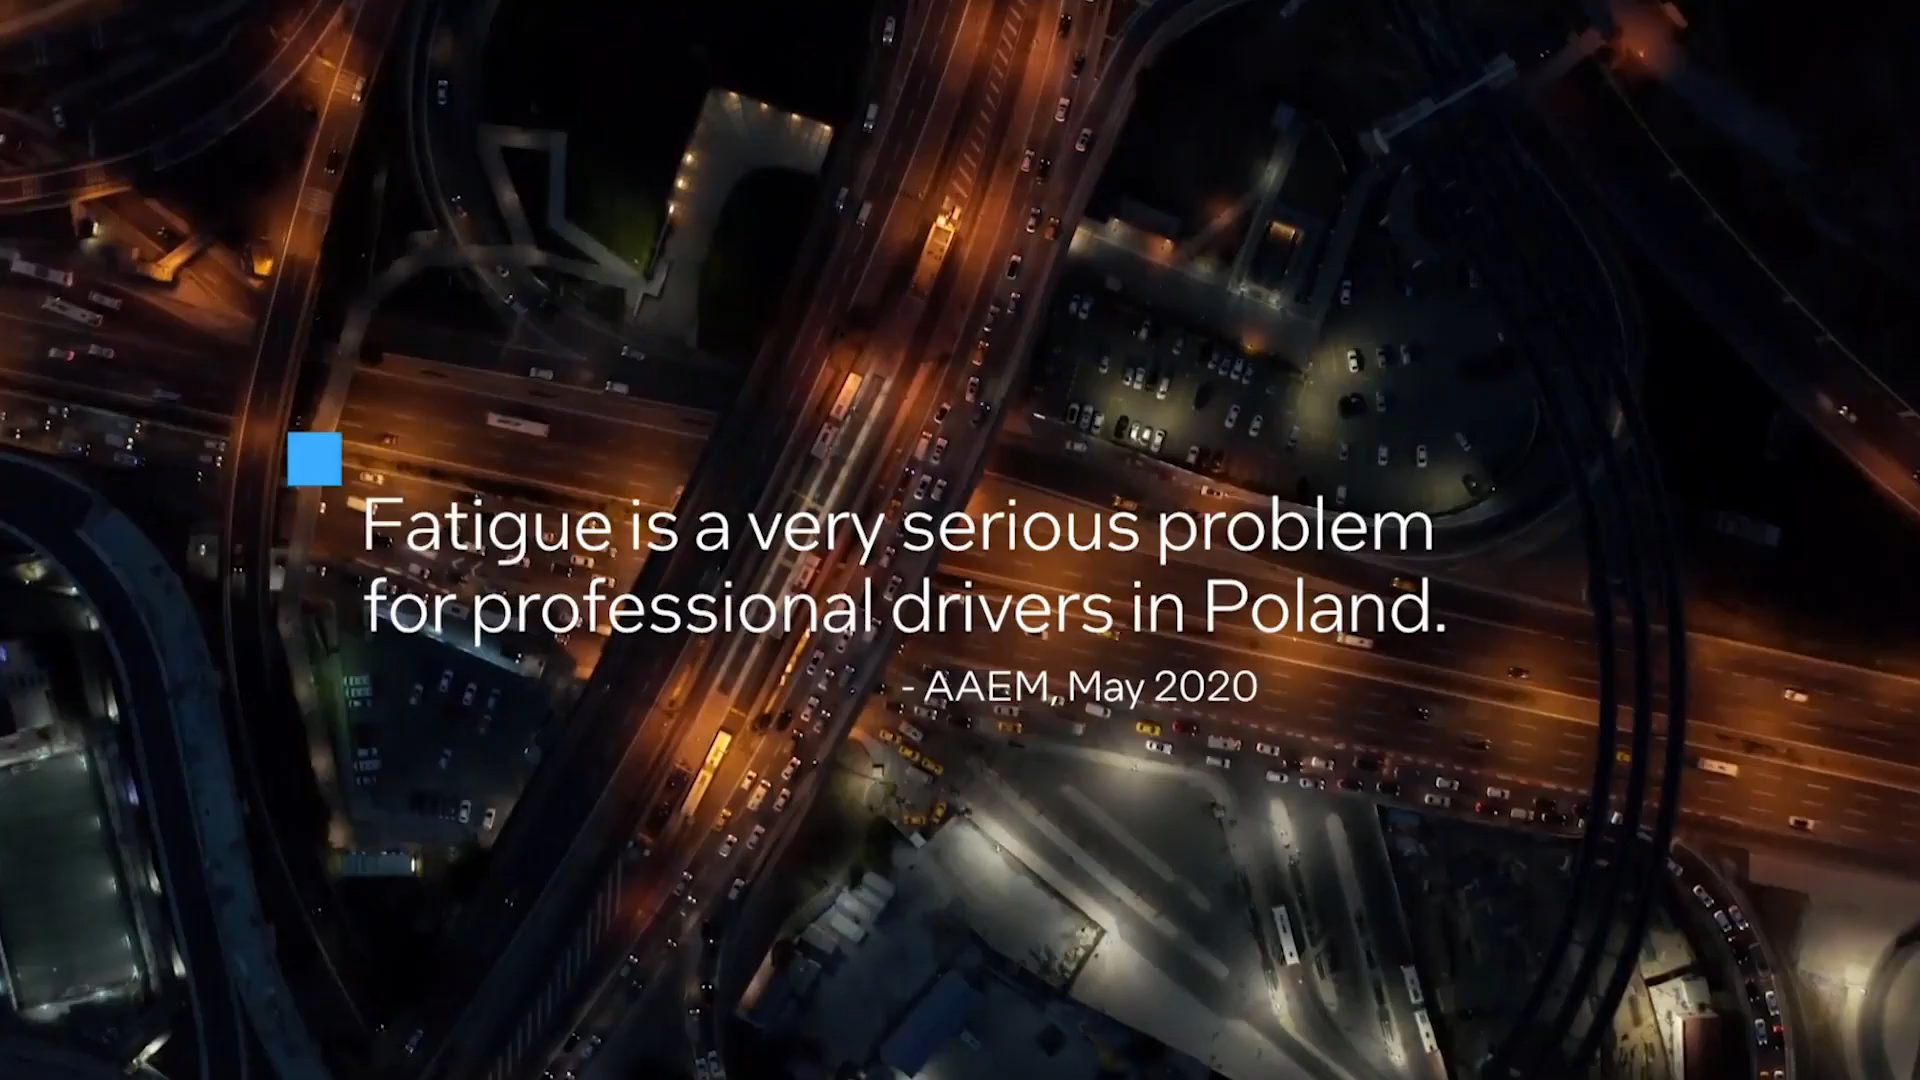 Fatigue is a very serious problem
for professional drivers in Poland.
- AAEM, May 2020